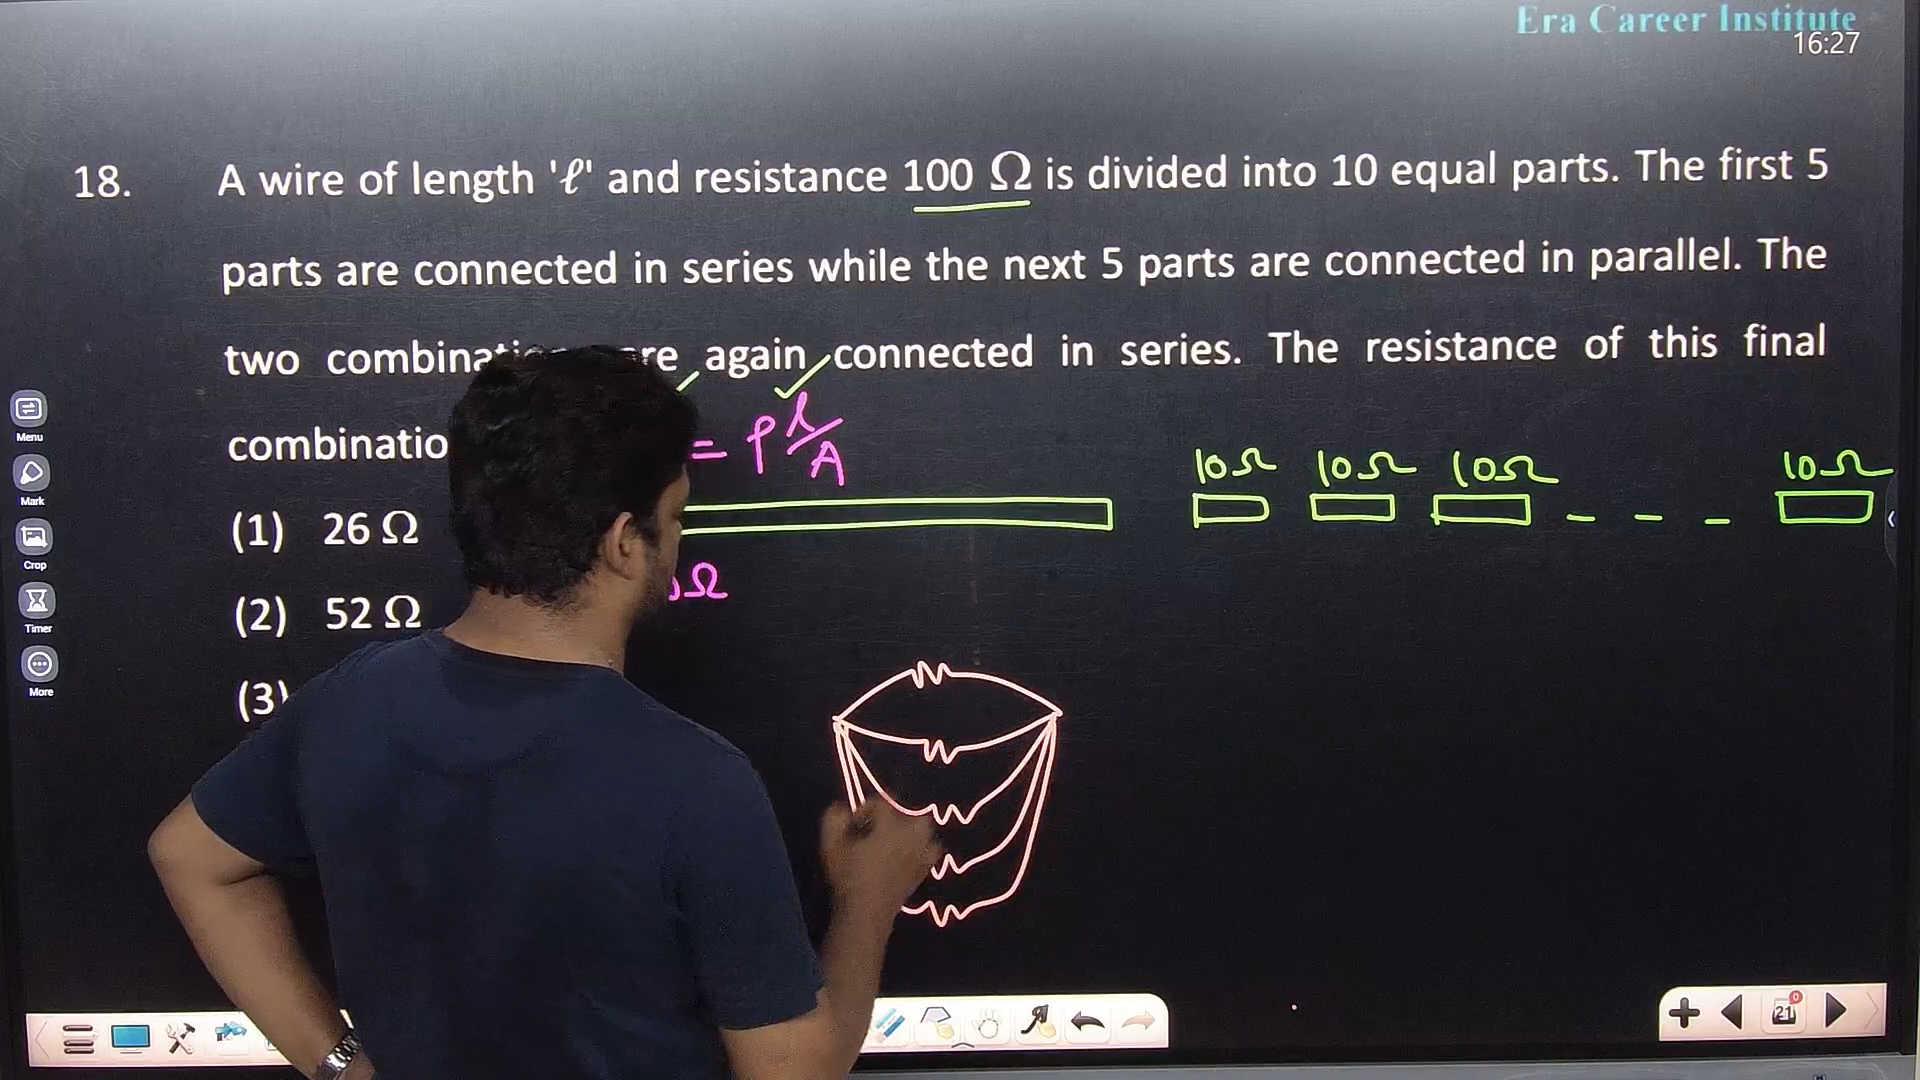 Era Career Institute
16:27
18. A wire of length 'ℓ' and resistance 100 Ω is divided into 10 equal parts. The first 5
parts are connected in series while the next 5 parts are connected in parallel. The
two again connected in series. The resistance of this final
= ρ l/A
10Ω 10Ω 10Ω - - - 10Ω
(1) 26 Ω
(2) 52 Ω
Ω
(3)
Menu
Mark
Crop
Timer
More
21
0